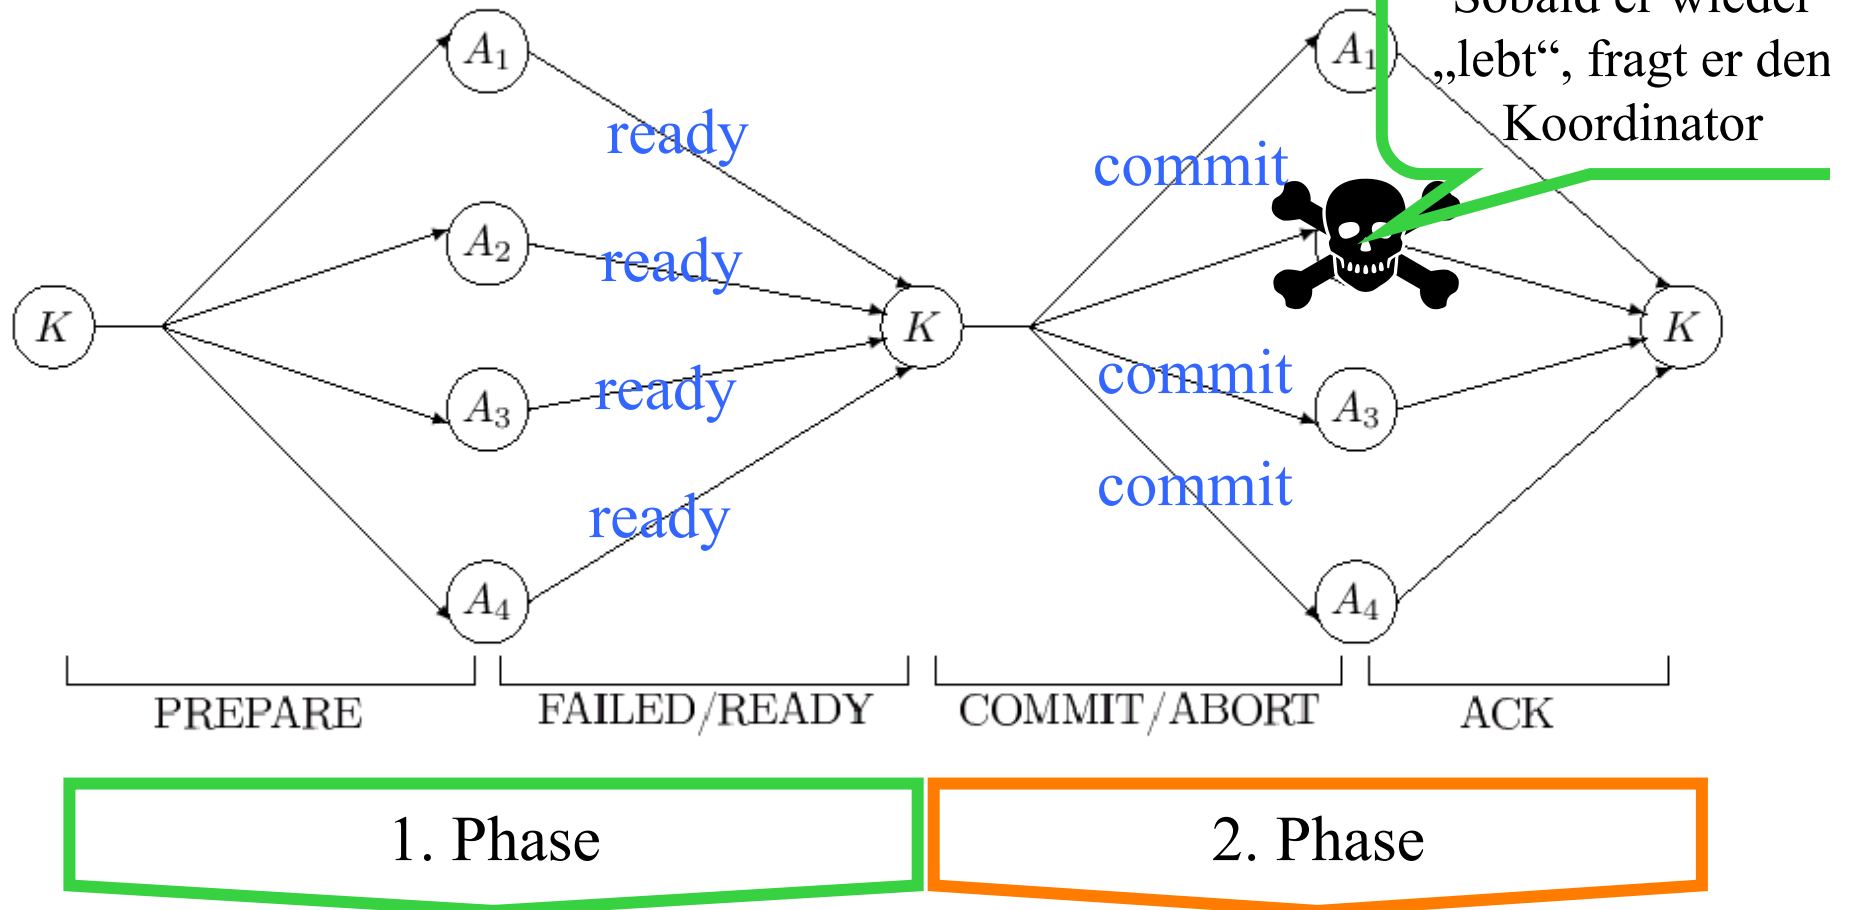 Sobald er wieder
„lebt“, fragt er den
Koordinator
A1
A1
ready
commit
A2
ready
K
K
K
A3
ready
commit
A3
ready
commit
A4
A4
PREPARE
FAILED/READY
COMMIT/ABORT
ACK
1. Phase
2. Phase